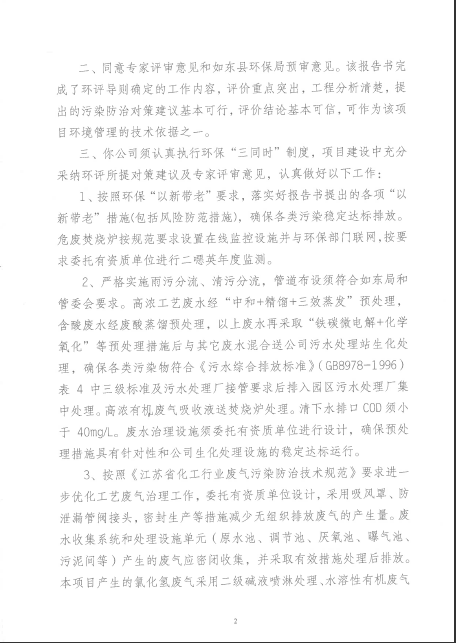 二、同意专家评审意见和如东县环保局预审意见。该报告书完
成了环评导则确定的工作内容，评价重点突出，工程分析清楚，提
出的污染防治对策建议基本可行，评价结论基本可信，可作为该项
目环境管理的技术依据之一。
三、你公司须认真执行环保“三同时”制度，项目建设中充分
采纳环评所提对策建议及专家评审意见，认真做好以下工作：
1、按照环保“以新带老”要求，落实好报告书提出的各项“以
新带老”措施(包括风险防范措施)，确保各类污染稳定达标排放。
危废焚烧炉按规范要求设置在线监控设施并与环保部门联网，按要
求委托有资质单位进行二噁英年度监测。
2、严格实施雨污分流、清污分流，管道布设须符合如东局和
管委会要求。高浓工艺废水经“中和+精馏+三效蒸发”预处理，
含酸废水经废酸蒸馏预处理，以上废水再采取“铁碳微电解+化学
氧化”等预处理措施后与其它废水混合送公司污水处理站生化处
理，确保各类污染物符合《污水综合排放标准》(GB8978-1996)
表 4 中三级标准及污水处理厂接管要求后排入园区污水处理厂集
中处理。高浓有机废气吸收液送焚烧炉处理。清下水排口COD须小
于 40mg/L。废水治理设施须委托有资质单位进行设计，确保预处
理措施具有针对性和公司生化处理设施的稳定达标运行。
3、按照《江苏省化工行业废气污染防治技术规范》要求进一
步优化工艺废气治理工作，委托有资质单位设计，采用吸风罩、防
泄漏管阀接头，密封生产等措施减少无组织排放废气的产生量。废
水收集系统和处理设施单元（原水池、调节池、厌氧池、曝气池、
污泥间等）产生的废气应密闭收集，并采取有效措施处理后排放。
本项目产生的氯化氢废气采用二级碱液喷淋处理、水溶性有机废气
2